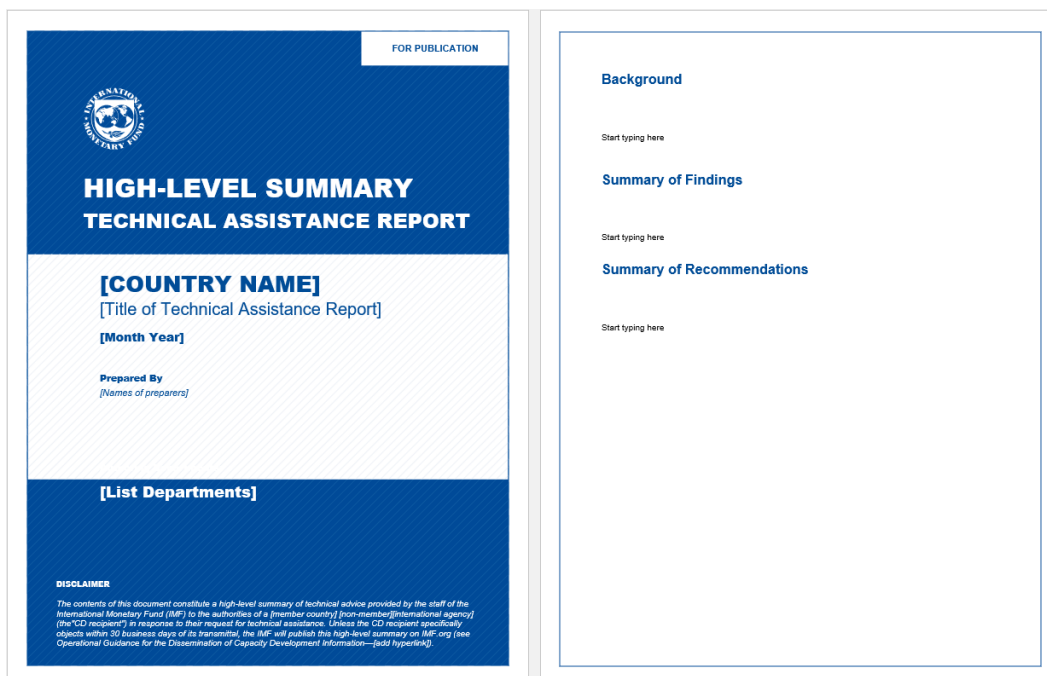 FOR PUBLICATION
INTERNATIONAL MONETARY FUND
HIGH-LEVEL SUMMARY
TECHNICAL ASSISTANCE REPORT
[COUNTRY NAME]
[Title of Technical Assistance Report]
[Month Year]
Prepared By
[Names of preparers]
[List Departments]
DISCLAIMER
The contents of this document constitute a high-level summary of technical advice provided by the staff of the
International Monetary Fund (IMF) to the authorities of a [member country] [non-member][international agency]
(the"CD recipient") in response to their request for technical assistance. Unless the CD recipient specifically
objects within 30 business days of its transmittal, the IMF will publish this high-level summary on IMF.org (see
Operational Guidance for the Dissemination of Capacity Development Information—[add hyperlink]).
Background
Start typing here
Summary of Findings
Start typing here
Summary of Recommendations
Start typing here